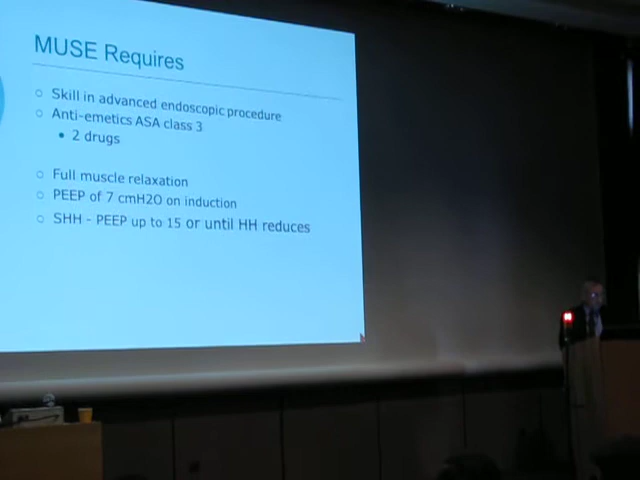 MUSE Requires
Skill in advanced endoscopic procedure
Anti-emetics ASA class 3
2 drugs
Full muscle relaxation
PEEP of 7 cmH2O on induction
SHH - PEEP up to 15 or until HH reduces